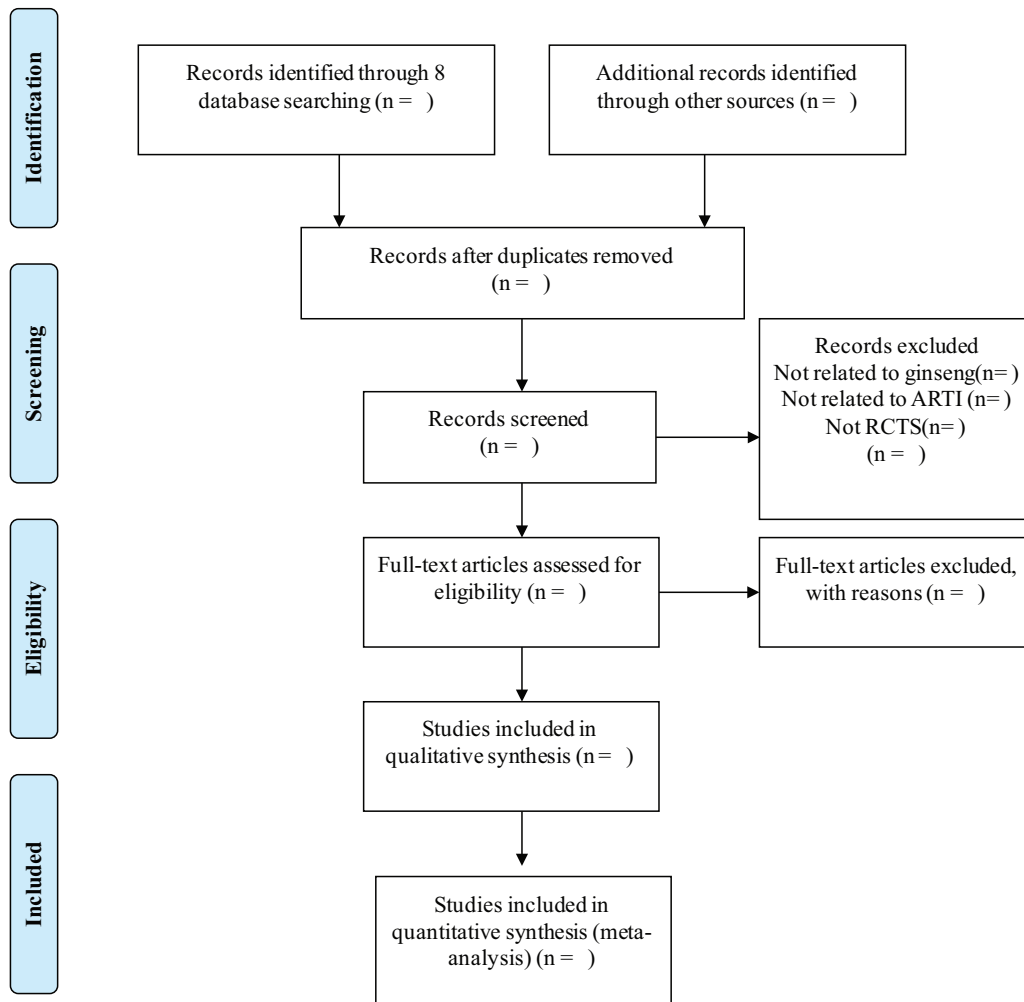 Identification
Records identified through 8
database searching (n =  )
Additional records identified
through other sources (n =  )
Records after duplicates removed
(n =  )
Screening
Records screened
(n =  )
Records excluded
Not related to ginseng(n= )
Not related to ARTI (n= )
Not RCTS(n= )
(n =  )
Eligibility
Full-text articles assessed for
eligibility (n =  )
Full-text articles excluded,
with reasons (n =  )
Studies included in
qualitative synthesis (n =  )
Included
Studies included in
quantitative synthesis (meta-
analysis) (n =  )